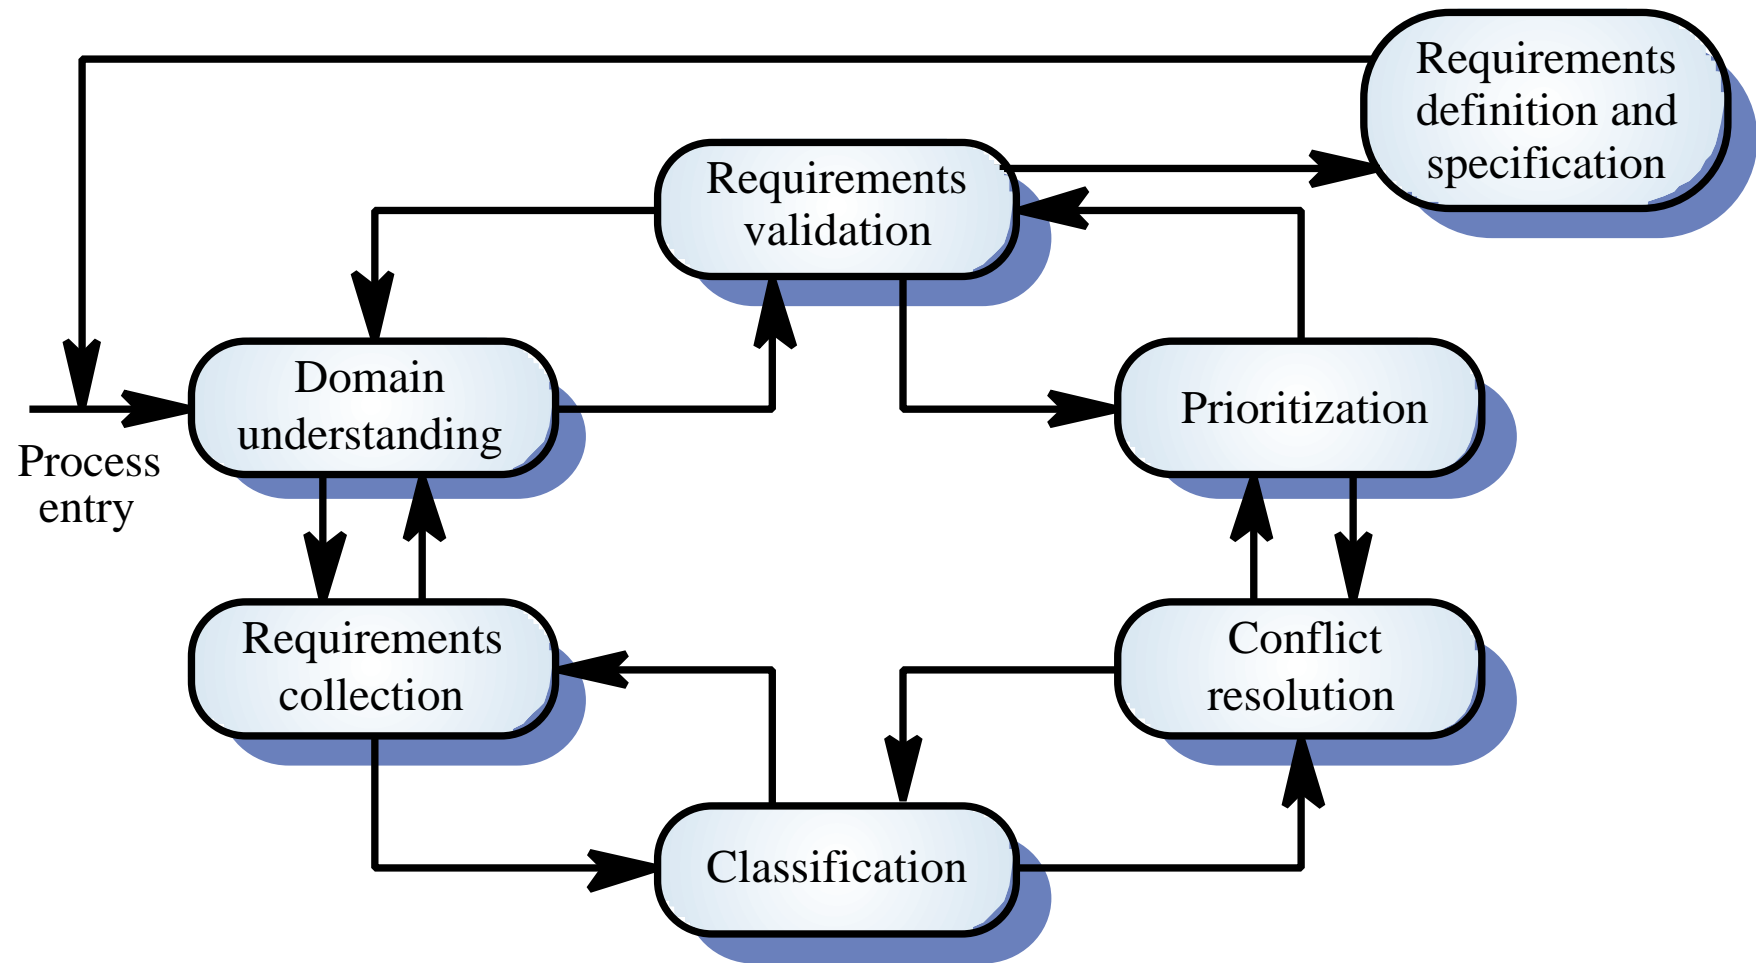 Requirements
definition and
specification
Requirements
validation
Domain
understanding
Prioritization
Process
entry
Requirements
collection
Conflict
resolution
Classification